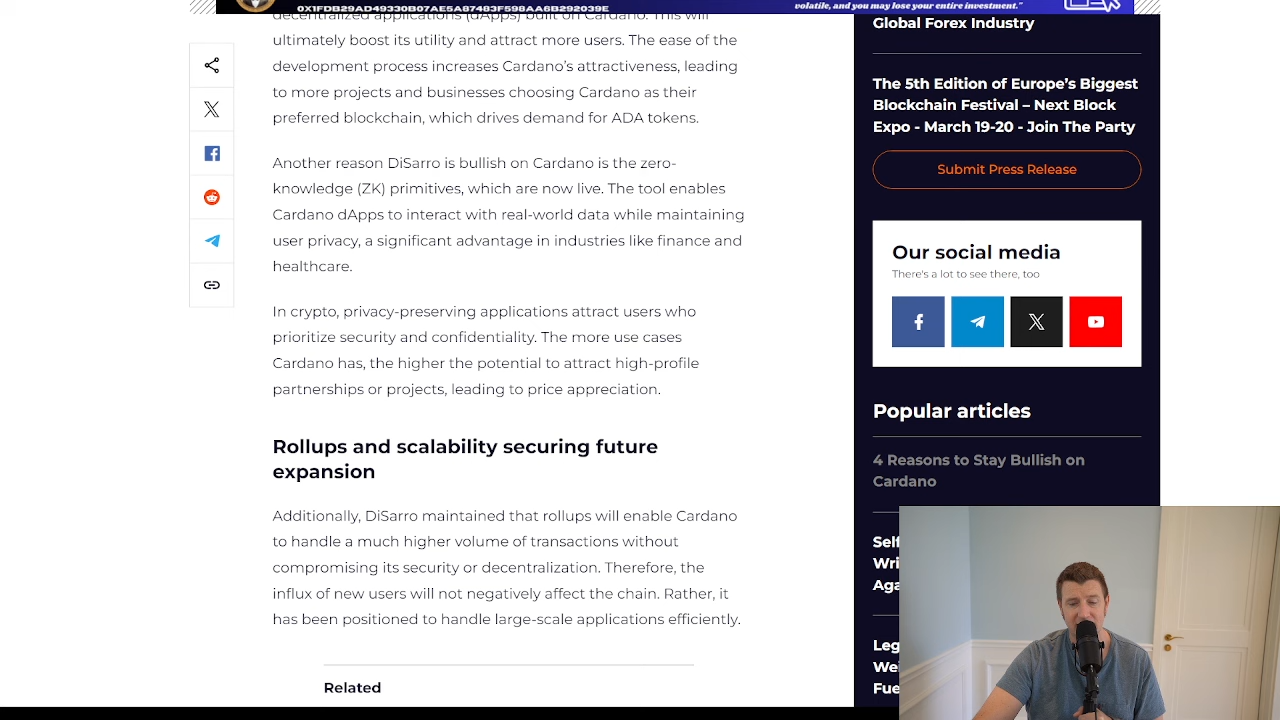 0X1FDB29AD49330B07AE5A87483F598AA6B292039E
volatile, and you may lose your entire investment."
decentralized applications (dApps) built on Cardano. This will
ultimately boost its utility and attract more users. The ease of the
development process increases Cardano’s attractiveness, leading
to more projects and businesses choosing Cardano as their
preferred blockchain, which drives demand for ADA tokens.
Another reason DiSarro is bullish on Cardano is the zero-
knowledge (ZK) primitives, which are now live. The tool enables
Cardano dApps to interact with real-world data while maintaining
user privacy, a significant advantage in industries like finance and
healthcare.
In crypto, privacy-preserving applications attract users who
prioritize security and confidentiality. The more use cases
Cardano has, the higher the potential to attract high-profile
partnerships or projects, leading to price appreciation.
Rollups and scalability securing future
expansion
Additionally, DiSarro maintained that rollups will enable Cardano
to handle a much higher volume of transactions without
compromising its security or decentralization. Therefore, the
influx of new users will not negatively affect the chain. Rather, it
has been positioned to handle large-scale applications efficiently.
Related
Global Forex Industry
The 5th Edition of Europe’s Biggest
Blockchain Festival – Next Block
Expo - March 19-20 - Join The Party
Submit Press Release
Our social media
There's a lot to see there, too
Popular articles
4 Reasons to Stay Bullish on
Cardano